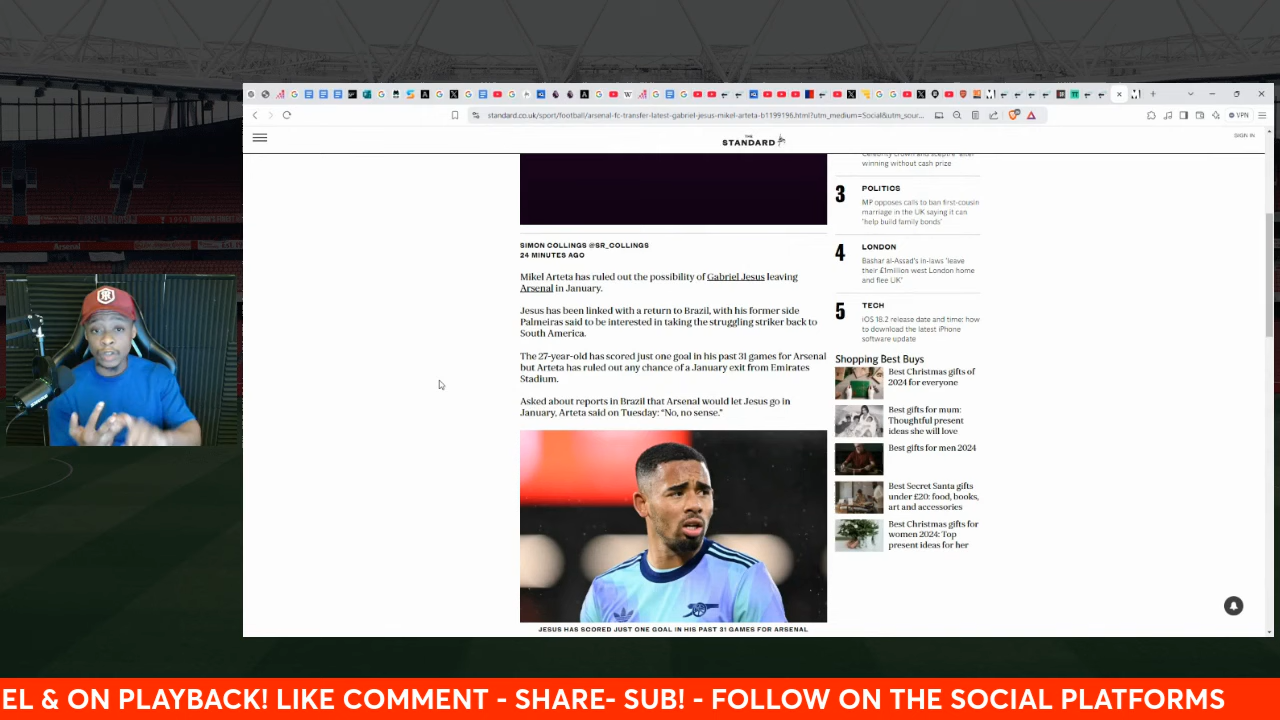 standard.co.uk/sport/football/arsenal-fc-transfer-latest-gabriel-jesus-mikel-arteta-b1199196.html?utm_medium=Social&utm_sour...
VPN
THE
STANDARD
SIGN IN
SIMON COLLINGS @SR_COLLINGS
24 MINUTES AGO
Mikel Arteta has ruled out the possibility of Gabriel Jesus leaving
Arsenal in January.
Jesus has been linked with a return to Brazil, with his former side
Palmeiras said to be interested in taking the struggling striker back to
South America.
The 27-year-old has scored just one goal in his past 31 games for Arsenal
but Arteta has ruled out any chance of a January exit from Emirates
Stadium.
Asked about reports in Brazil that Arsenal would let Jesus go in
January, Arteta said on Tuesday: “No, no sense.”
JESUS HAS SCORED JUST ONE GOAL IN HIS PAST 31 GAMES FOR ARSENAL
winning without cash prize
3
POLITICS
MP opposes calls to ban first-cousin
marriage in the UK saying it can
'help build family bonds'
4
LONDON
Bashar al-Assad's in-laws 'leave
their £1million west London home
and flee UK'
5
TECH
iOS 18.2 release date and time: how
to download the latest iPhone
software update
Shopping Best Buys
Best Christmas gifts of
2024 for everyone
Best gifts for mum:
Thoughtful present
ideas she will love
Best gifts for men 2024
Best Secret Santa gifts
under £20: food, books,
art and accessories
Best Christmas gifts for
women 2024: Top
present ideas for her
EL & ON PLAYBACK! LIKE COMMENT - SHARE- SUB! - FOLLOW ON THE SOCIAL PLATFORMS